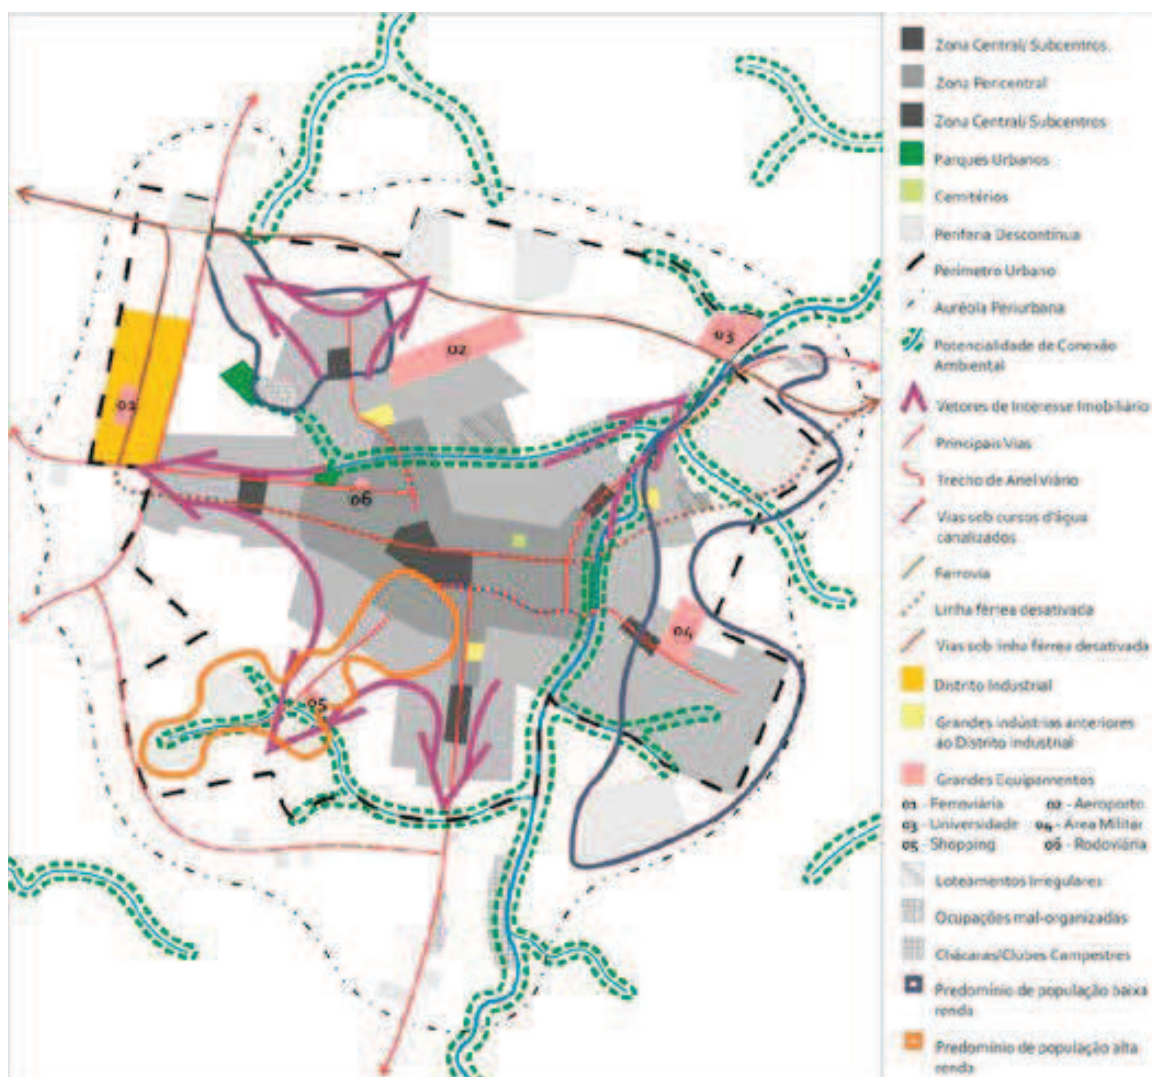 Zona Central/ Subcentros
Zona Pericentral
Zona Central/ Subcentros
Parques Urbanos
Cemitérios
Periferia Descontínua
Perímetro Urbano
Auréola Periurbana
Potencialidade de Conexão
Ambiental
Vetores de Interesse Imobiliário
Principais Vias
Trecho de Anel Viário
Vias sob cursos d'água
canalizados
Ferrovia
Linha férrea desativada
Vias sob linha férrea desativada
Distrito Industrial
Grandes indústrias anteriores
ao Distrito industrial
Grandes Equipamentos
01 - Ferroviária 02 - Aeroporto
03 - Universidade 04 - Area Militar
05 - Shopping 06 - Rodoviária
Loteamentos Irregulares
Ocupações mal-organizadas
Chácaras/Clubes Campestres
Predomínio de população baixa
renda
Predomínio de população alta
renda
03
02
01
06
04
05